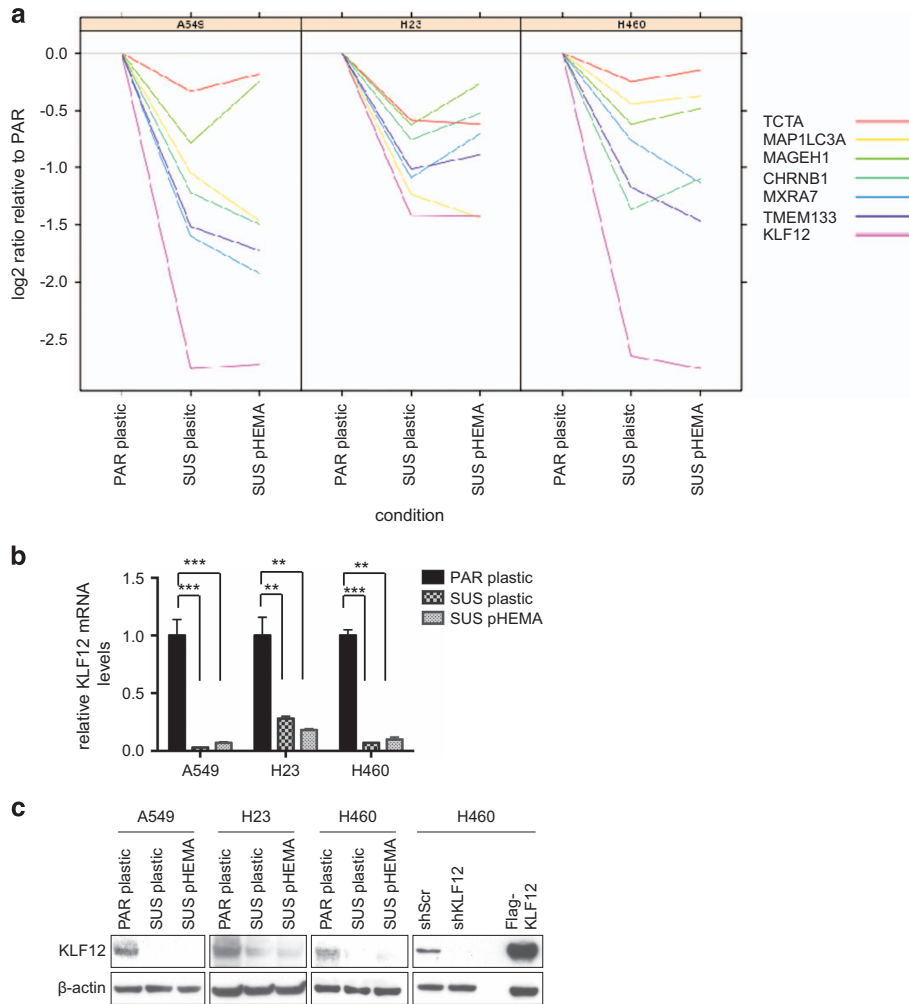 a
A549
H23
H460
0.0
-0.5
-1.0
-1.5
-2.0
-2.5
log2 ratio relative to PAR
PAR plastic
SUS plasitc
SUS pHEMA
PAR plastic
SUS plastic
SUS pHEMA
PAR plasitc
SUS plaistc
SUS pHEMA
condition
TCTA
MAP1LC3A
MAGEH1
CHRNB1
MXRA7
TMEM133
KLF12
b
relative KLF12 mRNA
levels
1.5
1.0
0.5
0.0
***
***
**
**
**
***
A549
H23
H460
PAR plastic
SUS plastic
SUS pHEMA
c
A549
H23
H460
H460
PAR plastic
SUS plastic
SUS pHEMA
PAR plastic
SUS plastic
SUS pHEMA
PAR plastic
SUS plastic
SUS pHEMA
shScr
shKLF12
Flag-
KLF12
KLF12
β-actin